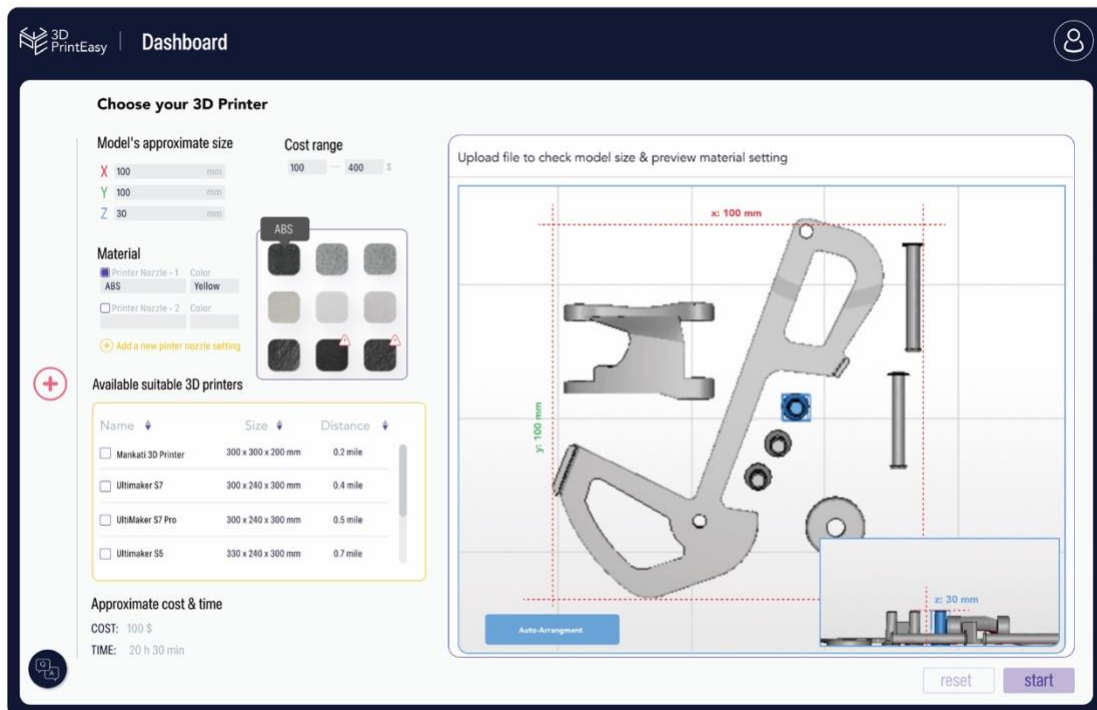 3D
PrintEasy
Dashboard
Choose your 3D Printer
Model's approximate size
X 100 mm
Y 100 mm
Z 30 mm
Cost range
100 — 400 $
ABS
Material
Printer Nozzle - 1 Color
ABS Yellow
Printer Nozzle - 2 Color
+ Add a new pinter nozzle setting
Available suitable 3D printers
Name Size Distance
Mankati 3D Printer 300 x 300 x 200 mm 0.2 mile
Ultimaker S7 300 x 240 x 300 mm 0.4 mile
UltiMaker S7 Pro 300 x 240 x 300 mm 0.5 mile
Ultimaker S5 330 x 240 x 300 mm 0.7 mile
Approximate cost & time
COST: 100 $
TIME: 20 h 30 min
Q
A
Upload file to check model size & preview material setting
x: 100 mm
y: 100 mm
z: 30 mm
Auto-Arrangment
reset
start